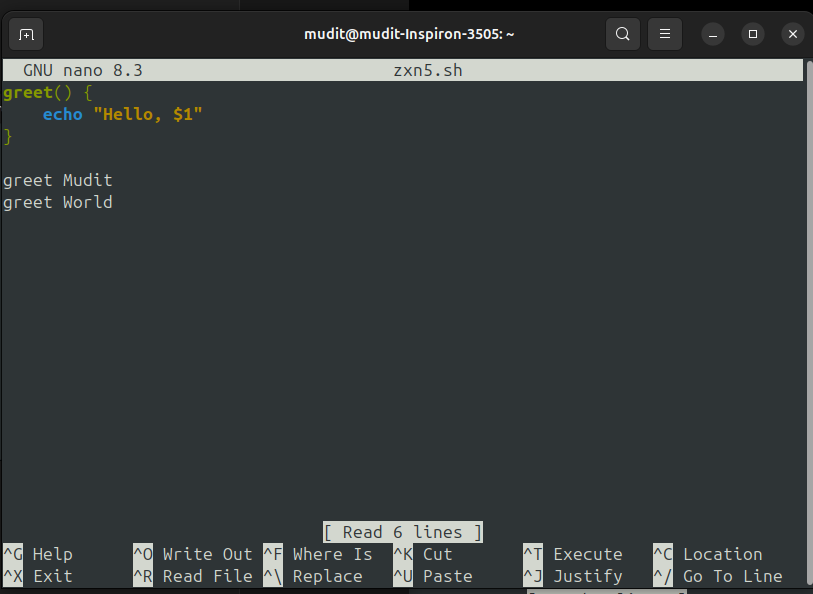 mudit@mudit-Inspiron-3505: ~
GNU nano 8.3 zxn5.sh
greet() {
    echo "Hello, $1"
}

greet Mudit
greet World
[ Read 6 lines ]
^G Help ^O Write Out ^F Where Is ^K Cut ^T Execute ^C Location
^X Exit ^R Read File ^\ Replace ^U Paste ^J Justify ^/ Go To Line